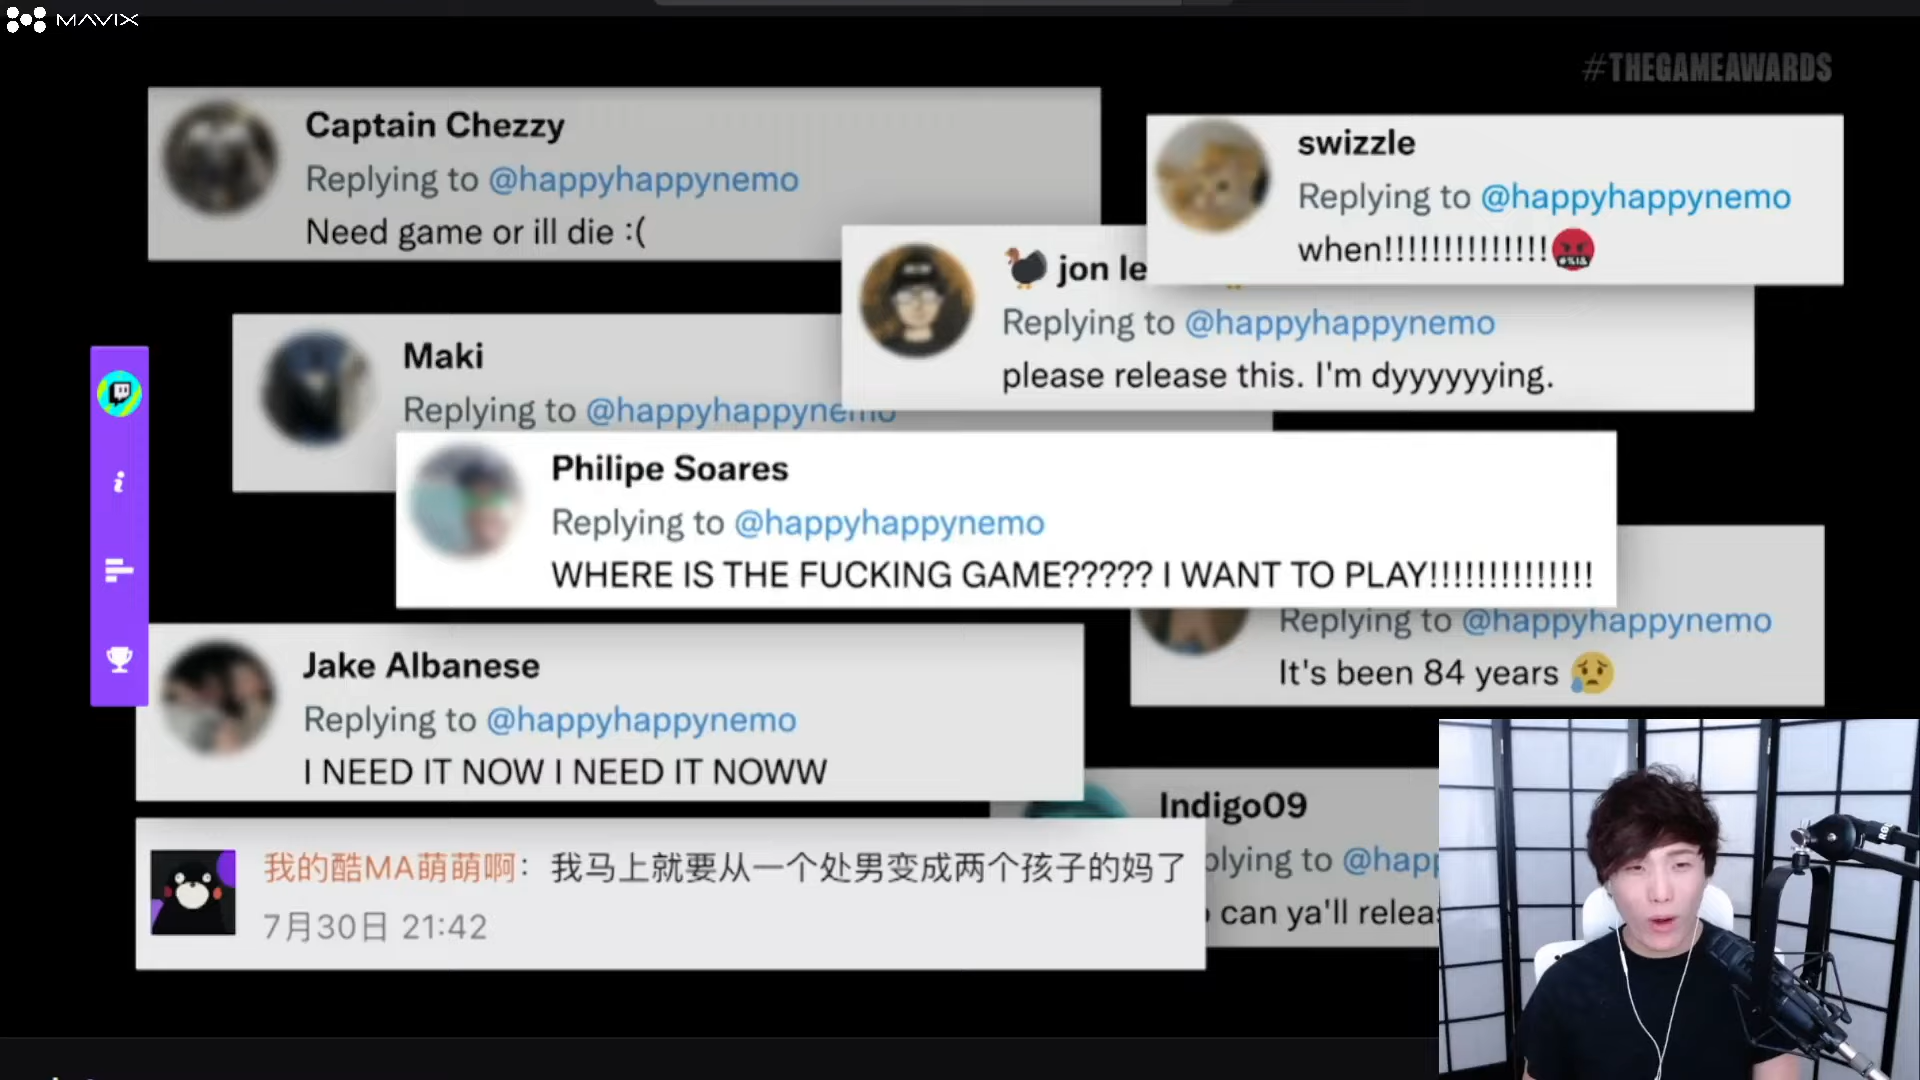 MAVIX
#THEGAMEAWARDS
Captain Chezzy
Replying to @happyhappynemo
Need game or ill die :(
swizzle
Replying to @happyhappynemo
when!!!!!!!!!!!!!!🤬
🦃 jon le
Replying to @happyhappynemo
please release this. I'm dyyyyyying.
Maki
Replying to @happyhappynemo
Philipe Soares
Replying to @happyhappynemo
WHERE IS THE FUCKING GAME????? I WANT TO PLAY!!!!!!!!!!!!!!
Replying to @happyhappynemo
It's been 84 years 😥
Jake Albanese
Replying to @happyhappynemo
I NEED IT NOW I NEED IT NOWW
Indigo09
plying to @happ
can ya'll relea
我的酷MA萌萌啊：我马上就要从一个处男变成两个孩子的妈了
7月30日 21:42